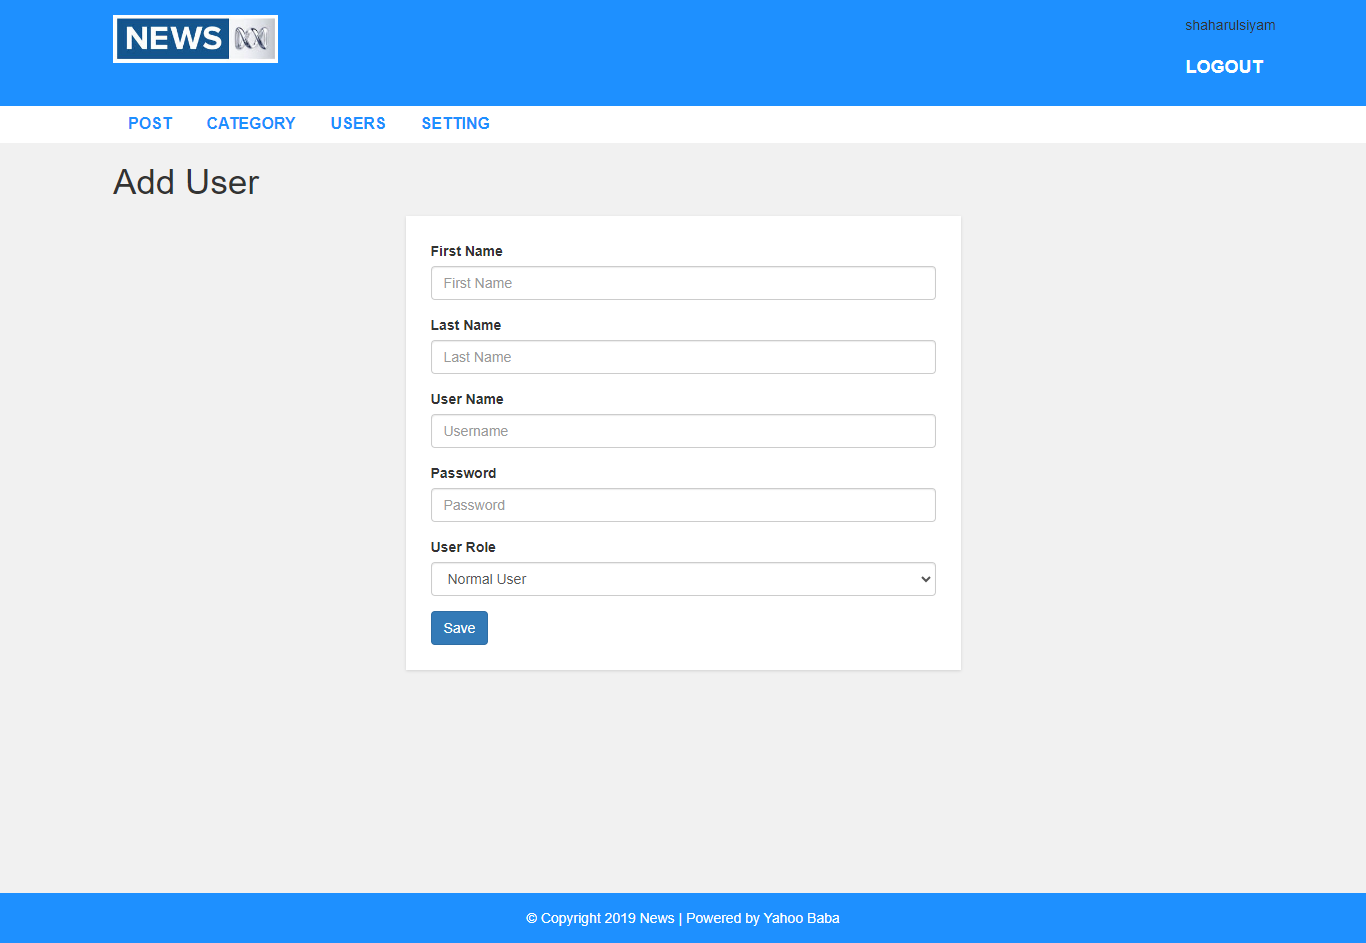 NEWS
shaharulsiyam
LOGOUT
POST CATEGORY USERS SETTING
Add User
First Name
First Name
Last Name
Last Name
User Name
Username
Password
Password
User Role
Normal User
Save
© Copyright 2019 News | Powered by Yahoo Baba